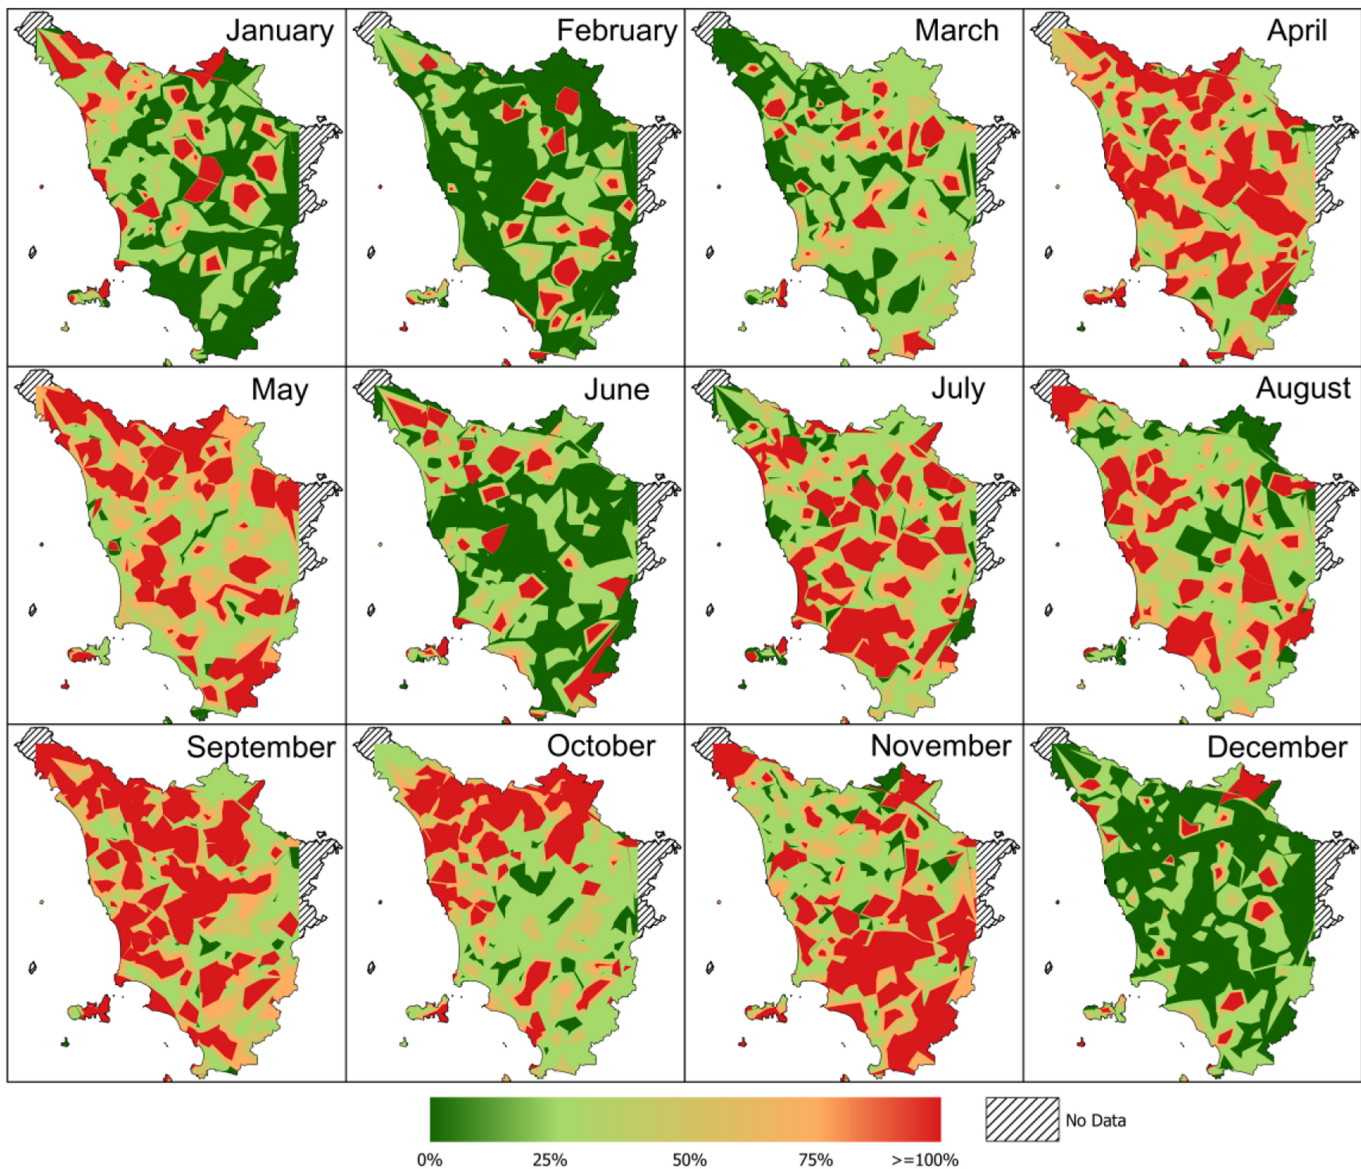 January
February
March
April
May
June
July
August
September
October
November
December
No Data
0%
25%
50%
75%
>=100%